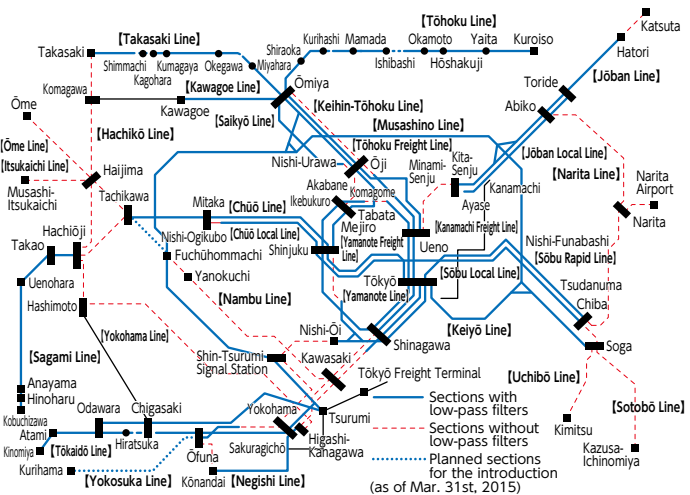 【Takasaki Line】
【Tōhoku Line】
Katsuta
Takasaki
Shimmachi
Kagohara
Kumagaya
Okegawa
Miyahara
Shiraoka
Kurihashi
Mamada
Ishibashi
Okamoto
Hōshakuji
Yaita
Kuroiso
Hatori
【Jōban Line】
Komagawa
【Kawagoe Line】
Kawagoe
Ōmiya
Toride
Abiko
【Keihin-Tōhoku Line】
【Saikyō Line】
【Musashino Line】
Ōme
【Hachikō Line】
【Tōhoku Freight Line】
【Ōme Line】
【Itsukaichi Line】
Musashi-
Itsukaichi
Haijima
Nishi-Urawa
Ōji
Minami-
Senju
Kita-
Senju
【Jōban Local Line】
【Narita Line】
Kanamachi
Ayase
Narita
Airport
Narita
Tachikawa
Akabane
Ikebukuro
Komagome
Tabata
Mejiro
Mitaka
【Chūō Line】
【Chūō Local Line】
Nishi-Ogikubo
Shinjuku
【Yamanote Freight
Line】
Ueno
【Kanamachi Freight Line】
Hachiōji
Takao
Fuchūhommachi
Yanokuchi
Nishi-Funabashi
【Sōbu Rapid Line】
【Sōbu Local Line】
Tōkyō
【Yamanote Line】
Uenohara
Tsudanuma
Chiba
Hashimoto
【Nambu Line】
Nishi-Ōi
【Keiyō Line】
Soga
Shinagawa
【Yokohama Line】
【Sagami Line】
Shin-Tsurumi
Signal Station
Kawasaki
【Uchibō Line】
【Sotobō Line】
Anayama
Hinoharu
Kobuchizawa
Tōkyō Freight Terminal
Tsurumi
Odawara
Chigasaki
Yokohama
Higashi-
Kanagawa
Sakuragichō
Atami
Kinomiya
【Tōkaidō Line】
Hiratsuka
Ōfuna
Kurihama
【Yokosuka Line】
Kōnandai
【Negishi Line】
Kimitsu
Kazusa-
Ichinomiya
Sections with
low-pass filters
Sections without
low-pass filters
Planned sections
for the introduction
(as of Mar. 31st, 2015)